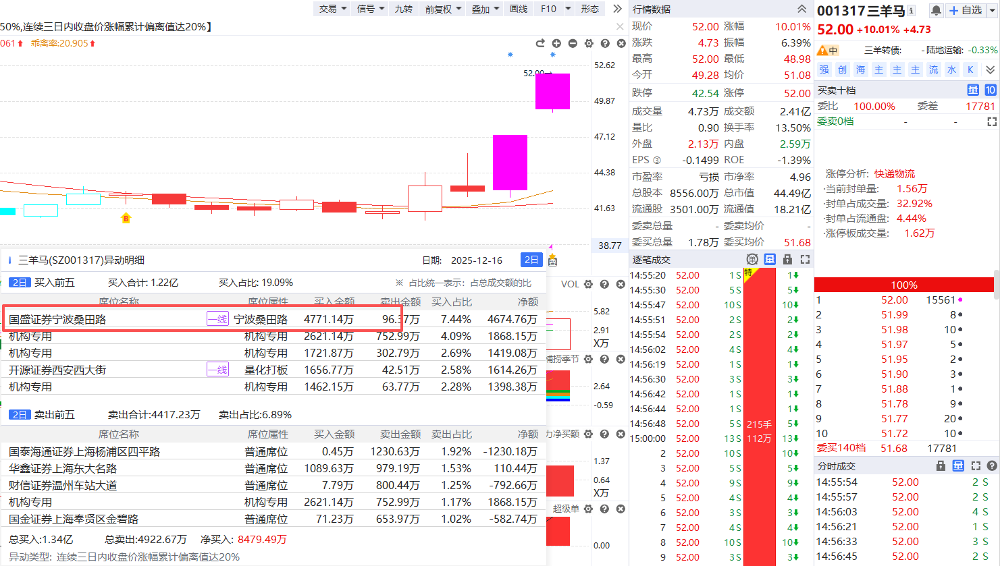 交易 信号 九转 前复权 叠加 画线 F10 形态
50%,连续三日内收盘价涨幅累计偏离值达20%】
061 乖离率:20.905
52.00
52.62
49.87
47.12
44.38
41.63
38.77
B
三羊马(SZ001317)异动明细 日期: 2025-12-16 2日
2日 买入前五 买入合计: 1.22亿 买入占比: 19.09% ※ 占比统一表示：占总成交额的比
席位名称 席位属性 买入金额 卖出金额 买入占比 净额
国盛证券宁波桑田路 一线 宁波桑田路 4771.14万 96.37万 7.44% 4674.76万
机构专用 机构专用 2621.14万 752.99万 4.09% 1868.15万
机构专用 机构专用 1721.87万 302.79万 2.69% 1419.08万
开源证券西安西大街 一线 量化打板 1656.77万 42.51万 2.58% 1614.26万
机构专用 机构专用 1462.15万 63.77万 2.28% 1398.38万
2日 卖出前五 卖出合计:4417.23万 卖出占比:6.89%
席位名称 席位属性 买入金额 卖出金额 卖出占比 净额
国泰海通证券上海杨浦区四平路 普通席位 0.45万 1230.63万 1.92% -1230.18万
华鑫证券上海东大名路 普通席位 1089.63万 979.19万 1.53% 110.44万
财信证券温州车站大道 普通席位 7.79万 800.44万 1.25% -792.66万
机构专用 机构专用 2621.14万 752.99万 1.17% 1868.15万
国金证券上海奉贤区金碧路 普通席位 71.23万 653.97万 1.02% -582.74万
总买入:1.34亿 总卖出:4922.67万 净买入: 8479.49万
异动类型: 连续三日内收盘价涨幅累计偏离值达20%
VOL
5.82
2.91
X万
捕捞季节
2.64
-0.59
力净买额
1.37
0.64
X万
超级单
0.00
行情数据
现价 52.00 涨幅 10.01%
涨跌 4.73 振幅 6.39%
最高 52.00 最低 48.98
今开 49.28 均价 51.08
跌停 42.54 涨停 52.00
成交量 4.73万 成交额 2.41亿
量比 0.90 换手率 13.50%
外盘 2.13万 内盘 2.59万
EPS ③ -0.1499 ROE -1.39%
市盈率 亏损 市净率 4.96
总股本 8556.00万 总市值 44.49亿
流通股 3501.00万 流通值 18.21亿
委卖总量 - 委卖均价 -
委买总量 1.78万 委买均价 51.68
逐笔成交 单 量
14:55:20 52.00 1 S 特 1
14:55:30 52.00 5 S 5
14:55:47 52.00 10 S 10
14:55:51 52.00 2 S 2
14:55:54 52.00 2 S 2
14:56:02 52.00 4 S 4
14:56:19 52.00 1 S 1
14:56:30 52.00 3 S 3
14:56:42 52.00 1 S 1
14:56:44 52.00 1 S 1
14:56:48 52.00 5 S 215手 5
15:00:00 52.00 13 S 112万 13
2 52.00 10 S 10
3 52.00 5 S 5
4 52.00 9 S 9
5 52.00 4 S 4
6 52.00 3 S 3
7 52.00 4 S 4
8 52.00 10 S 10
9 52.00 3 S 3
001317 三羊马 自选
52.00 +10.01% +4.73
中 三羊转债: - 陆地运输: -0.33%
强 创 海 主 主 主 流 水 K
买卖十档 量 10
委比 100.00% 委差 17781
委卖0档 - -
涨停分析: 快递物流
·当前封单量: 1.56万
·封单占成交量: 32.92%
·封单占流通盘: 4.44%
·涨停板成交量: 1.62万
100%
1 52.00 15561
2 51.99 8
3 51.98 10
4 51.97 5
5 51.95 2
6 51.90 3
7 51.88 1
8 51.78 9
9 51.77 20
10 51.72 10
委买140档 51.68 17781
分时成交 量
14:55:54 52.00 2 S
14:55:57 52.00 2 S
14:56:03 52.00 4 S
14:56:21 52.00 1 S
14:56:33 52.00 3 S
14:56:45 52.00 2 S